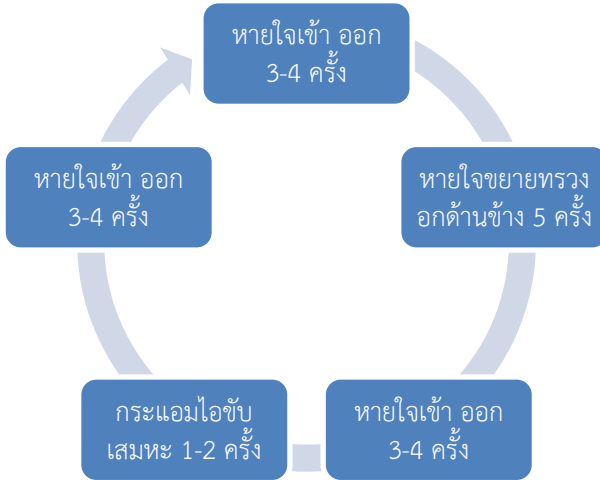 หายใจเข้า ออก
3-4 ครั้ง
หายใจขยายทรวง
อกด้านข้าง 5 ครั้ง
หายใจเข้า ออก
3-4 ครั้ง
กระแอมไอขับ
เสมหะ 1-2 ครั้ง
หายใจเข้า ออก
3-4 ครั้ง